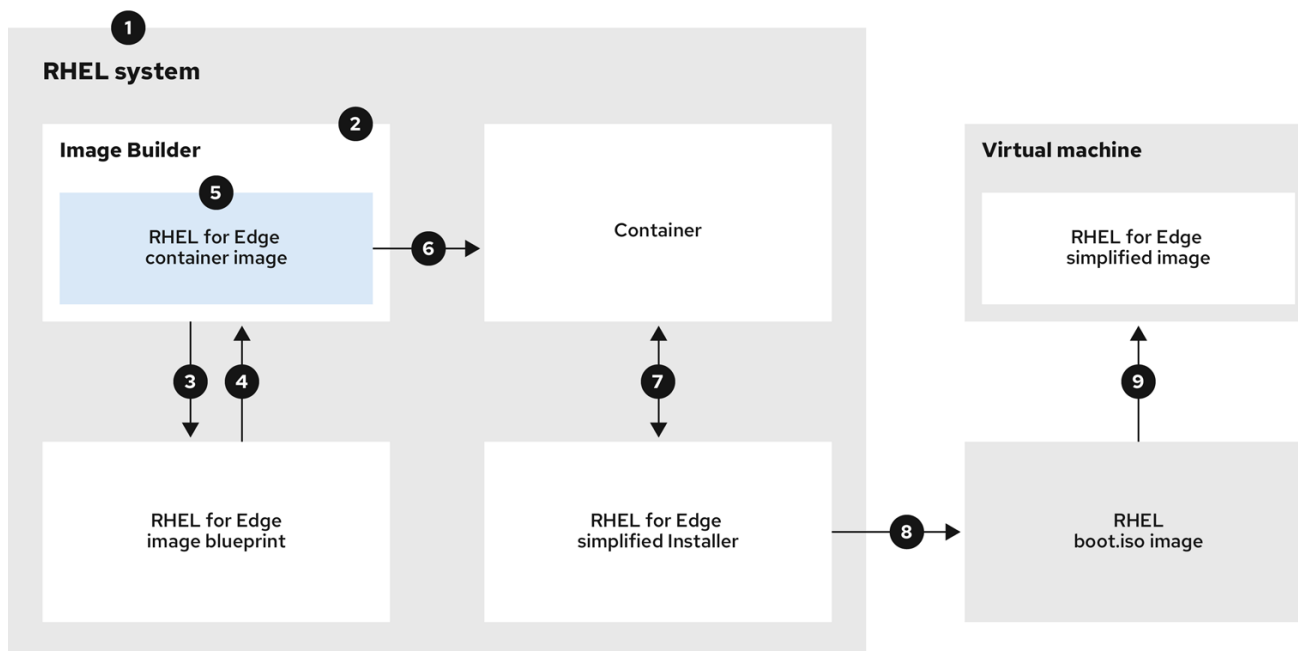 1
RHEL system
2
Image Builder
5
RHEL for Edge
container image
6
Container
Virtual machine
RHEL for Edge
simplified image
3
4
7
9
RHEL for Edge
image blueprint
RHEL for Edge
simplified Installer
8
RHEL
boot.iso image